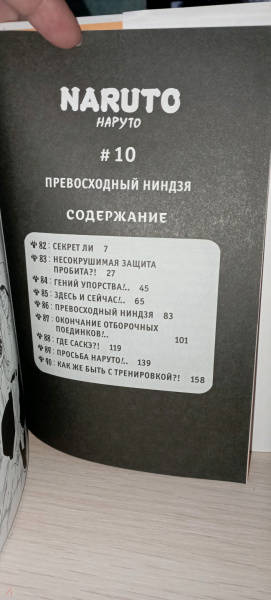 NARUTO
НАРУТО
#10
ПРЕВОСХОДНЫЙ НИНДЗЯ
СОДЕРЖАНИЕ
82: СЕКРЕТ ЛИ 7
83: НЕСОКРУШИМАЯ ЗАЩИТА
ПРОБИТА?! 27
84: ГЕНИЙ УПОРСТВА!.. 45
85: ЗДЕСЬ И СЕЙЧАС!.. 65
86: ПРЕВОСХОДНЫЙ НИНДЗЯ 83
87: ОКОНЧАНИЕ ОТБОРОЧНЫХ
ПОЕДИНКОВ!.. 101
88: ГДЕ САСКЭ?! 119
89: ПРОСЬБА НАРУТО!.. 139
90: КАК ЖЕ БЫТЬ С ТРЕНИРОВКОЙ?! 158